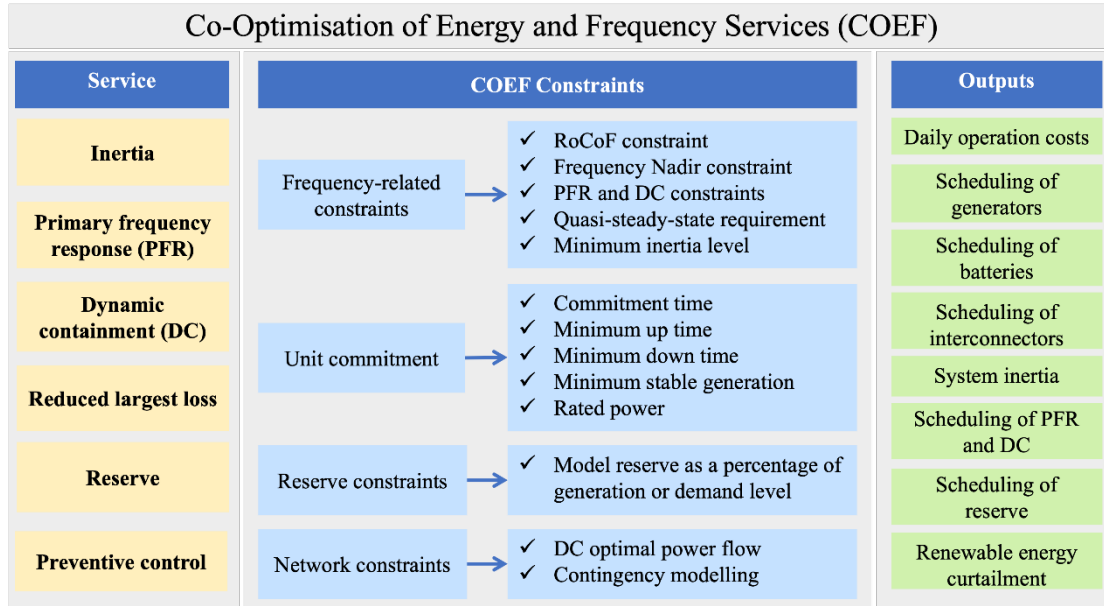 Co-Optimisation of Energy and Frequency Services (COEF)
Service
Inertia
Primary frequency
response (PFR)
Dynamic
containment (DC)
Reduced largest loss
Reserve
Preventive control
COEF Constraints
Frequency-related
constraints
✓ RoCoF constraint
✓ Frequency Nadir constraint
✓ PFR and DC constraints
✓ Quasi-steady-state requirement
✓ Minimum inertia level
Unit commitment
✓ Commitment time
✓ Minimum up time
✓ Minimum down time
✓ Minimum stable generation
✓ Rated power
Reserve constraints
✓ Model reserve as a percentage of
generation or demand level
Network constraints
✓ DC optimal power flow
✓ Contingency modelling
Outputs
Daily operation costs
Scheduling of
generators
Scheduling of
batteries
Scheduling of
interconnectors
System inertia
Scheduling of PFR
and DC
Scheduling of
reserve
Renewable energy
curtailment